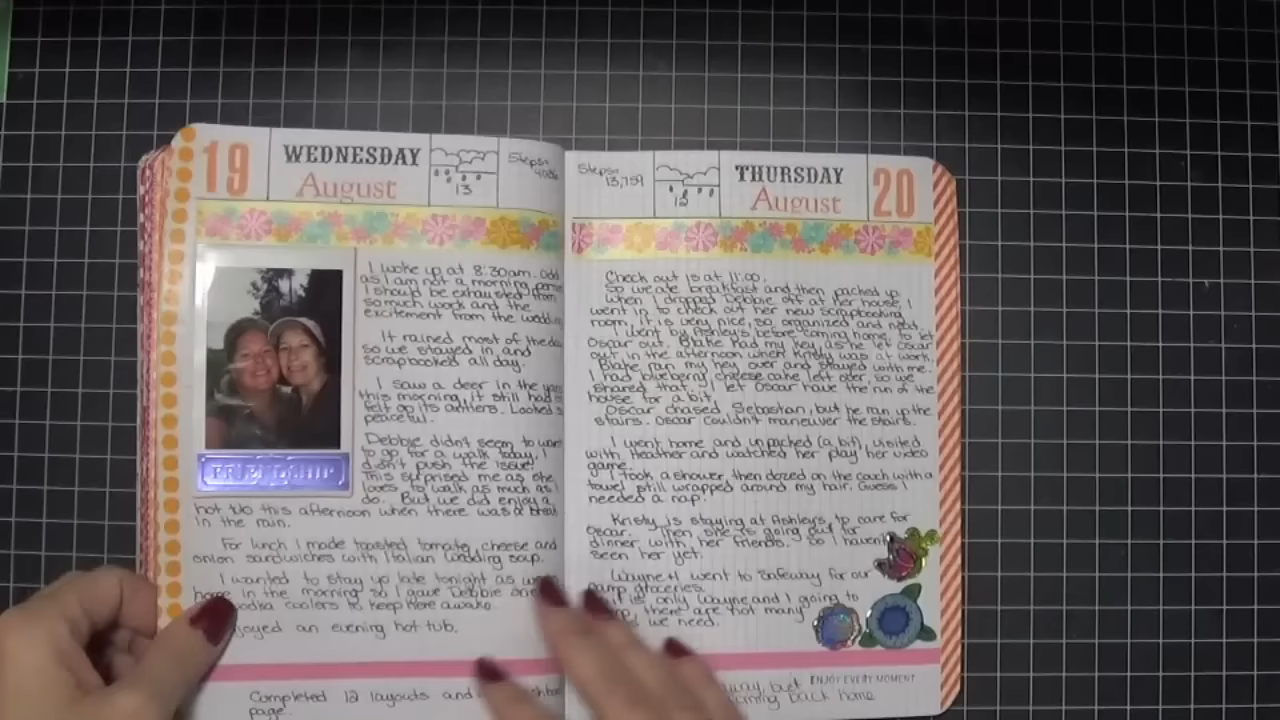 19
WEDNESDAY
August
13
Steps=
I woke up at 8:30am. Odd
as I am not a morning
I should be exhausted from
so much work and the
excitement from the
It rained most of the
so we stayed in and
scrapbooked all day.
I saw a deer in the
this morning, it still had
felt on its antlers. Looked
peaceful.
Debbie didn't seem to want
to go for a walk today, I
didn't push the issue.
This surprised me as she
loves to walk as much as I
do. But we did enjoy a
hot tub this afternoon when there was a break
in the rain.
For lunch I made toasted tomato, cheese and
onion sandwiches with Italian wedding soup.
I wanted to stay up late tonight as
home in the morning so I gave Debbie one
coolers to keep her awake.
an evening hot tub.
Completed 12 layouts and
page.
FRIENDSHIP
Steps=
13,759
12
THURSDAY
August
20
Check out is at 11:00.
So we ate breakfast and then packed up.
When I dropped Debbie off at her house, I
went in to check out her new scrapbooking
room, it is very nice, so organized and neat.
I went by Ashley's before coming home, to let
Oscar out. Blake had my key, as he let Oscar
out in the afternoon when Kristy was at work.
Blake ran my key over and stayed with me.
I had blueberry cheese cake left over, so we
shared that. I let Oscar have the run of the
house for a bit.
Oscar chased Sebastian, but he ran up the
stairs. Oscar couldn't maneuver the stairs.
I went home and unpacked (a bit), visited
with Heather and watched her play her video
game.
I took a shower, then dozed on the couch with a
towel still wrapped around my hair. Guess I
needed a nap.
Kristy is staying at Ashley's to care for
Oscar. Then she is going out for
dinner with her friends. So I haven't
seen her yet.
Wayne + I went to Safeway for our
camp groceries.
it is only Wayne and I going to
there are not many
we need.
ENJOY EVERY MOMENT
away, but
coming back home